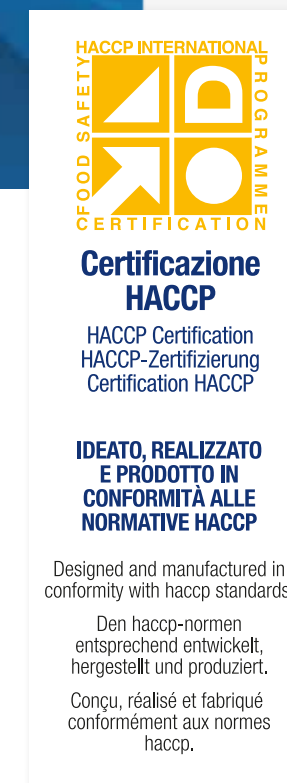 HACCP INTERNATIONAL
FOOD SAFETY
PROGRAMME
CERTIFICATION
Certificazione
HACCP
HACCP Certification
HACCP-Zertifizierung
Certification HACCP
IDEATO, REALIZZATO
E PRODOTTO IN
CONFORMITÀ ALLE
NORMATIVE HACCP
Designed and manufactured in
conformity with haccp standards
Den haccp-normen
entsprechend entwickelt,
hergestellt und produziert.
Conçu, réalisé et fabriqué
conformément aux normes
haccp.